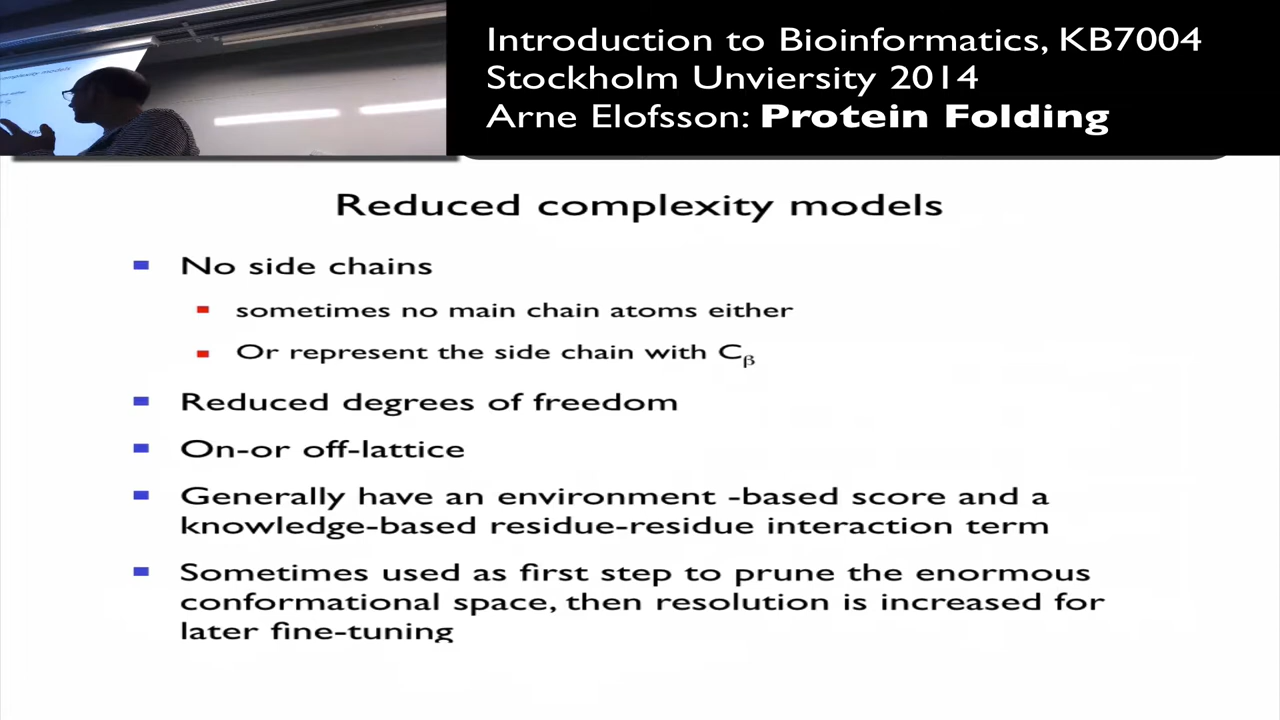 Introduction to Bioinformatics, KB7004
Stockholm Unviersity 2014
Arne Elofsson: Protein Folding
Reduced complexity models
No side chains
sometimes no main chain atoms either
Or represent the side chain with Cβ
Reduced degrees of freedom
On-or off-lattice
Generally have an environment -based score and a
knowledge-based residue-residue interaction term
Sometimes used as first step to prune the enormous
conformational space, then resolution is increased for
later fine-tuning